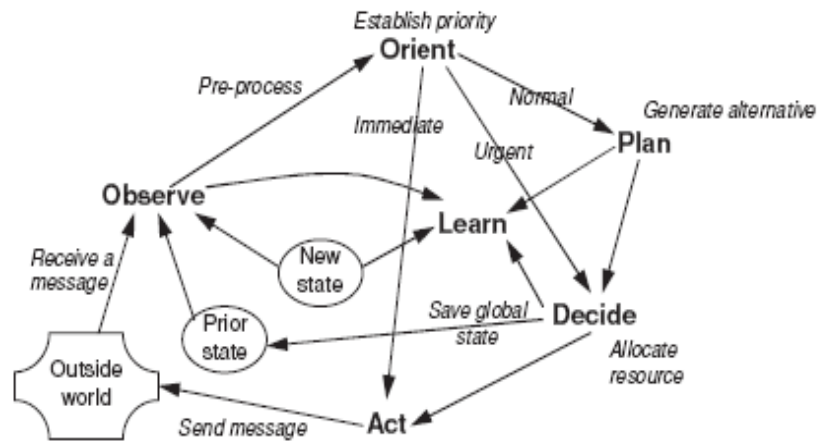 Establish priority
Orient
Pre-process
Normal
Immediate
Generate alternative
Urgent
Plan
Observe
Learn
Receive a
message
New
state
Prior
state
Save global
state
Decide
Allocate
resource
Outside
world
Send message
Act